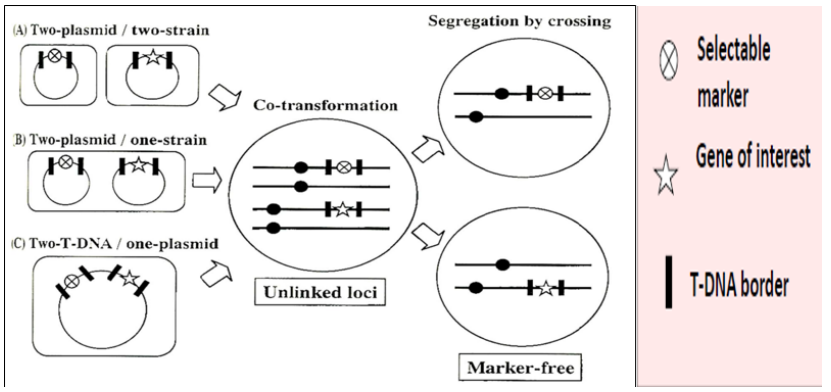 (A) Two-plasmid / two-strain
(B) Two-plasmid / one-strain
(C) Two-T-DNA / one-plasmid
Co-transformation
Unlinked loci
Segregation by crossing
Marker-free
Selectable
marker
Gene of interest
T-DNA border